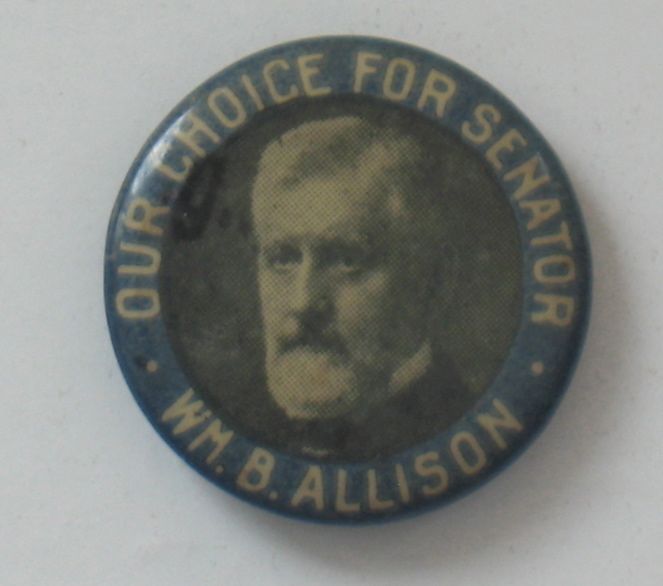 OUR CHOICE FOR SENATOR
WM. B. ALLISON